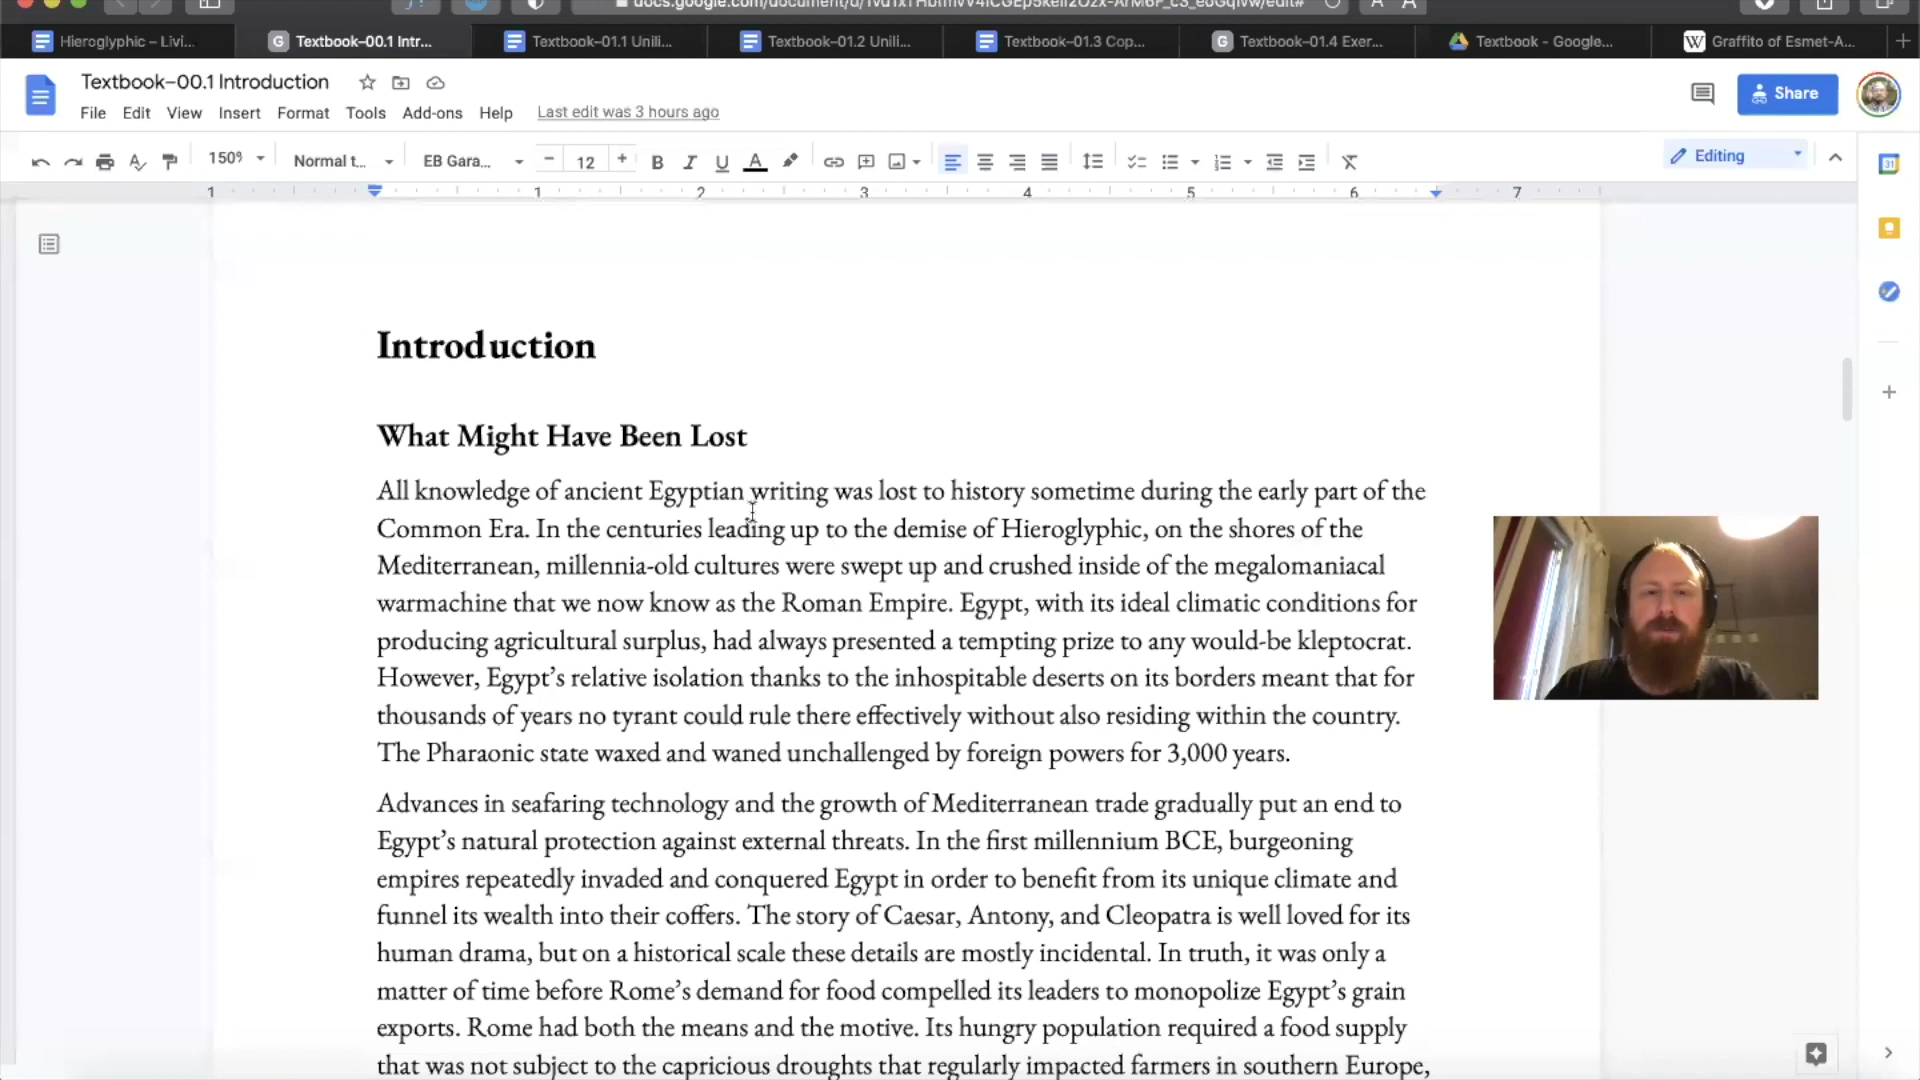 Hieroglyphic – Livi...
Textbook–00.1 Intr...
Textbook–01.1 Unili...
Textbook–01.2 Unili...
Textbook–01.3 Cop...
Textbook–01.4 Exer...
Textbook - Google...
Graffito of Esmet-A...
Textbook–00.1 Introduction
File Edit View Insert Format Tools Add-ons Help Last edit was 3 hours ago
Share
150% Normal t... EB Gara... 12 Editing
1 1 2 3 4 5 6 7
Introduction
What Might Have Been Lost
All knowledge of ancient Egyptian writing was lost to history sometime during the early part of the
Common Era. In the centuries leading up to the demise of Hieroglyphic, on the shores of the
Mediterranean, millennia-old cultures were swept up and crushed inside of the megalomaniacal
warmachine that we now know as the Roman Empire. Egypt, with its ideal climatic conditions for
producing agricultural surplus, had always presented a tempting prize to any would-be kleptocrat.
However, Egypt’s relative isolation thanks to the inhospitable deserts on its borders meant that for
thousands of years no tyrant could rule there effectively without also residing within the country.
The Pharaonic state waxed and waned unchallenged by foreign powers for 3,000 years.
Advances in seafaring technology and the growth of Mediterranean trade gradually put an end to
Egypt’s natural protection against external threats. In the first millennium BCE, burgeoning
empires repeatedly invaded and conquered Egypt in order to benefit from its unique climate and
funnel its wealth into their coffers. The story of Caesar, Antony, and Cleopatra is well loved for its
human drama, but on a historical scale these details are mostly incidental. In truth, it was only a
matter of time before Rome’s demand for food compelled its leaders to monopolize Egypt’s grain
exports. Rome had both the means and the motive. Its hungry population required a food supply
that was not subject to the capricious droughts that regularly impacted farmers in southern Europe,